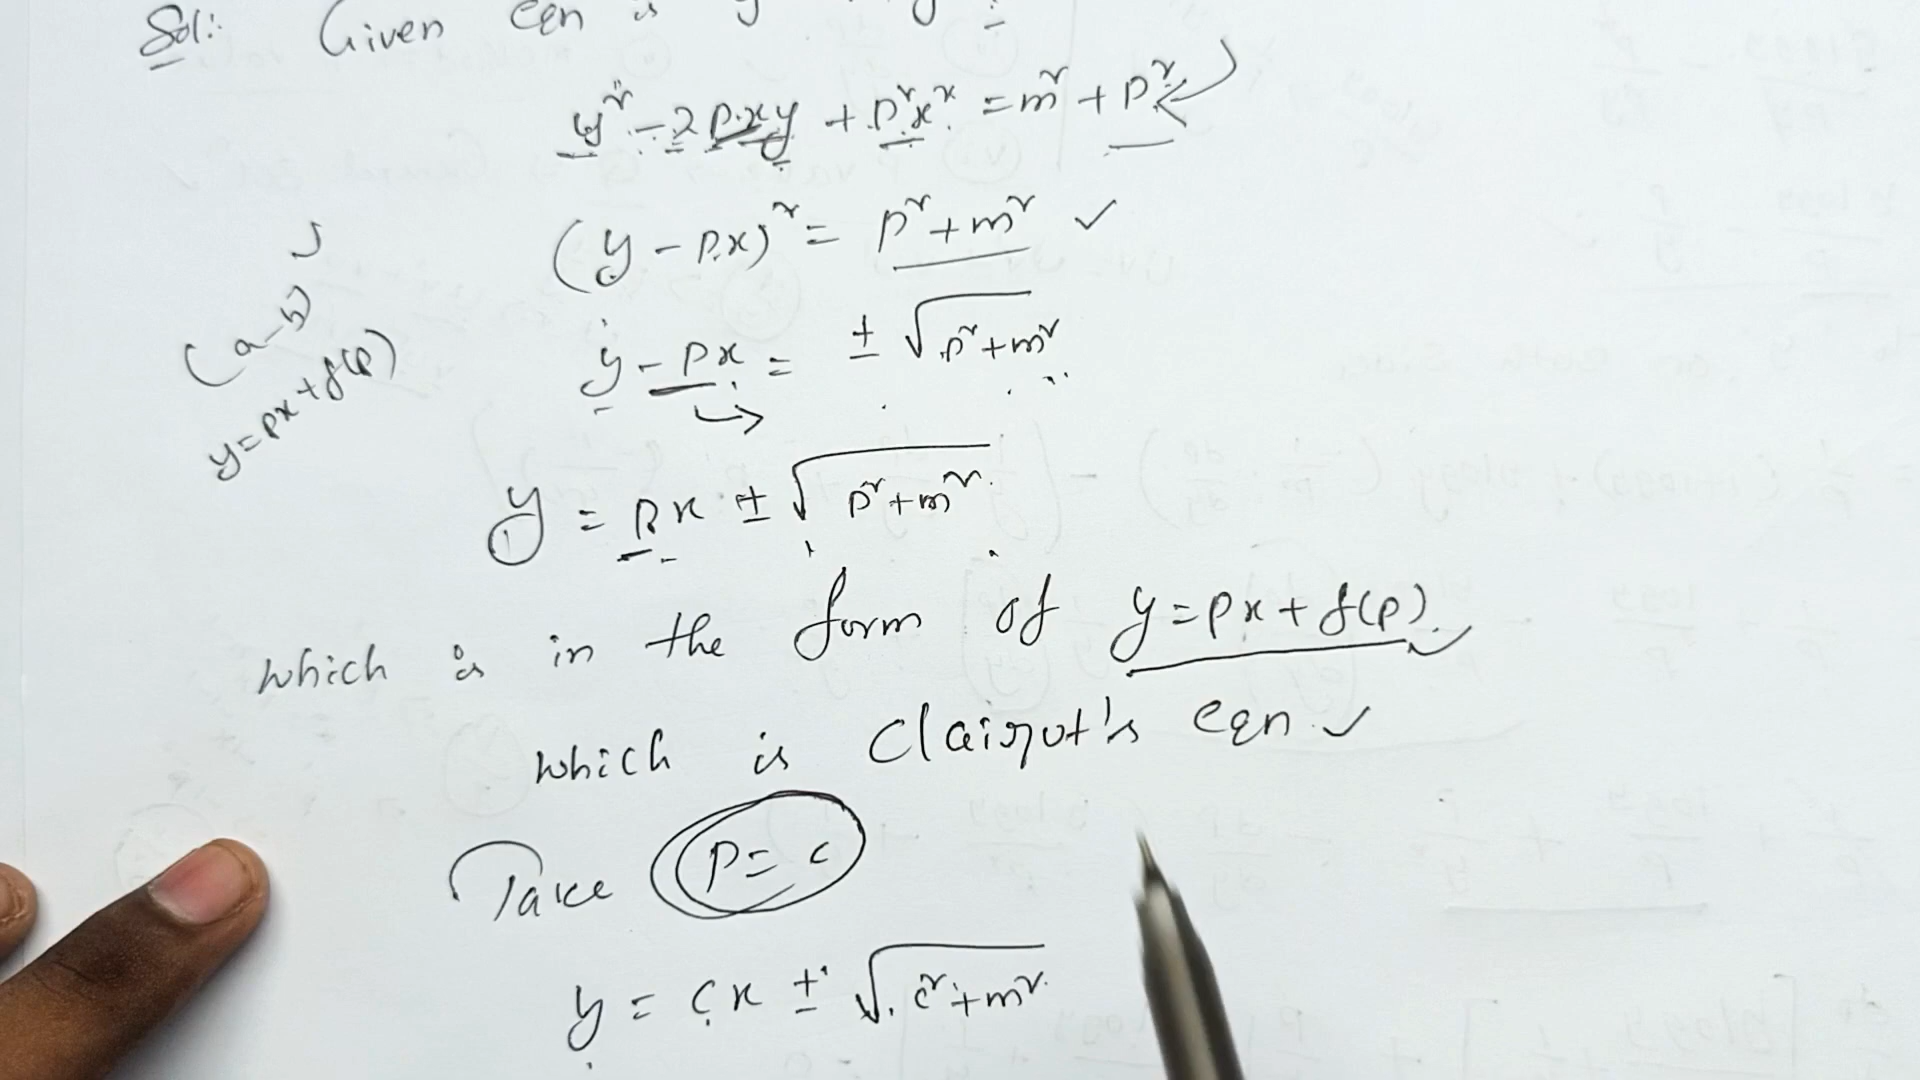 Sol:- Given eqn is
y² - 2pxy + p²x² = m² + p²
(y - px)² = p² + m² ✓
(a-b)²
y = px + f(p)
y - px = ± √p²+m²
y = px ± √p²+m²
which is in the form of y = px + f(p)
which is Clairut's eqn ✓
Take p = c
y = cx ± √c²+m²